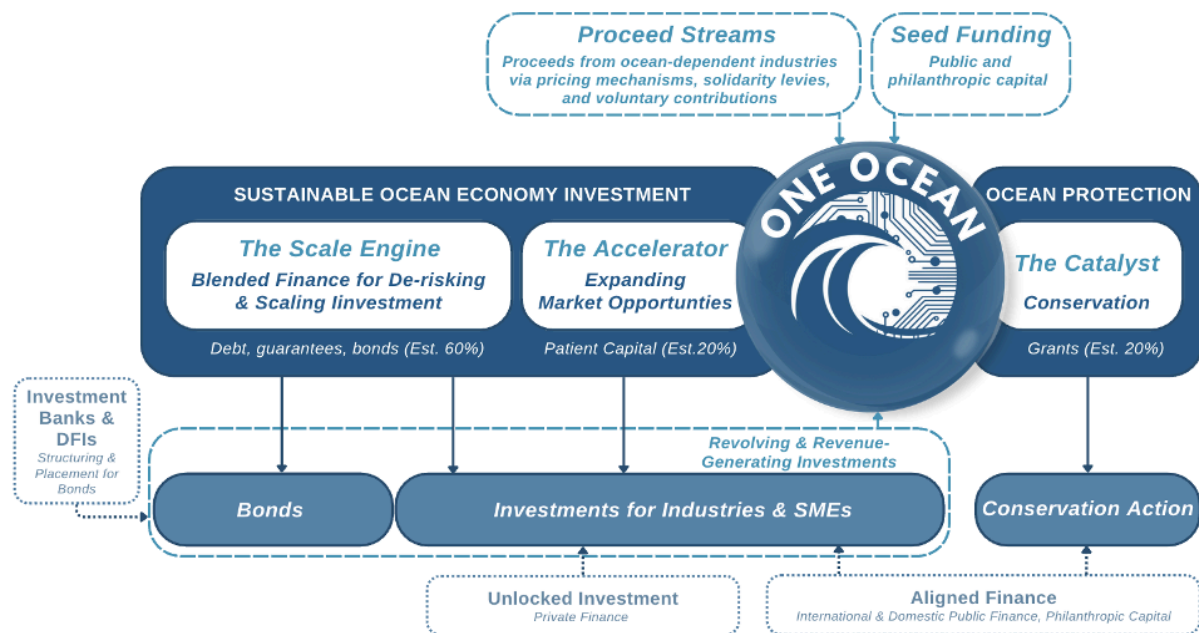 Proceed Streams
Proceeds from ocean-dependent industries
via pricing mechanisms, solidarity levies,
and voluntary contributions
Seed Funding
Public and
philanthropic capital
ONE OCEAN
SUSTAINABLE OCEAN ECONOMY INVESTMENT
The Scale Engine
Blended Finance for De-risking
& Scaling Iinvestment
Debt, guarantees, bonds (Est. 60%)
The Accelerator
Expanding
Market Opportunties
Patient Capital (Est.20%)
OCEAN PROTECTION
The Catalyst
Conservation
Grants (Est. 20%)
Investment
Banks &
DFIs
Structuring &
Placement for
Bonds
Revolving & Revenue-
Generating Investments
Bonds
Investments for Industries & SMEs
Conservation Action
Unlocked Investment
Private Finance
Aligned Finance
International & Domestic Public Finance, Philanthropic Capital